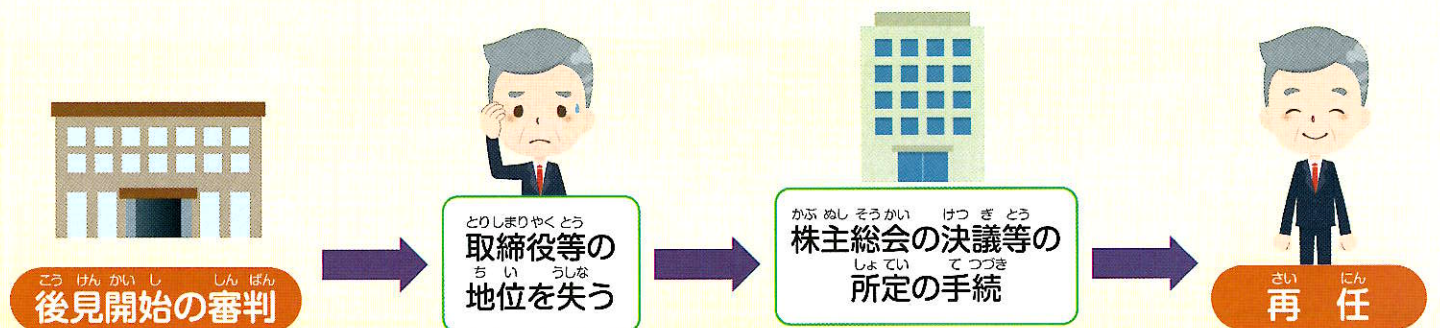 こうけんかいし しんぱん
後見開始の審判
とりしまりやくとう
取締役等の
ちい うしな
地位を失う
かぶぬしそうかい けつぎとう
株主総会の決議等の
しょてい てつづき
所定の手続
さいにん
再任